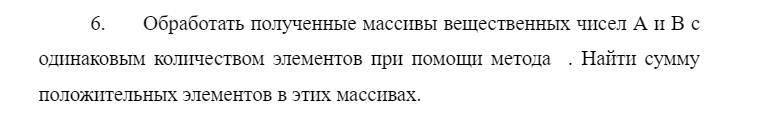 6. Обработать полученные массивы вещественных чисел А и В с
одинаковым количеством элементов при помощи метода . Найти сумму
положительных элементов в этих массивах.